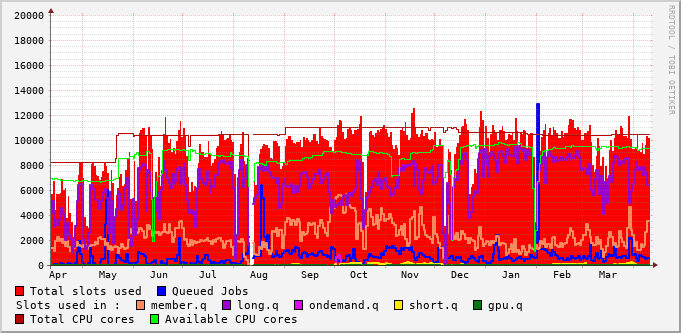 20000
18000
16000
14000
12000
10000
8000
6000
4000
2000
0
Apr May Jun Jul Aug Sep Oct Nov Dec Jan Feb Mar
Total slots used Queued Jobs
Slots used in : member.q long.q ondemand.q short.q gpu.q
Total CPU cores Available CPU cores
RRDTOOL / TOBI OETIKER